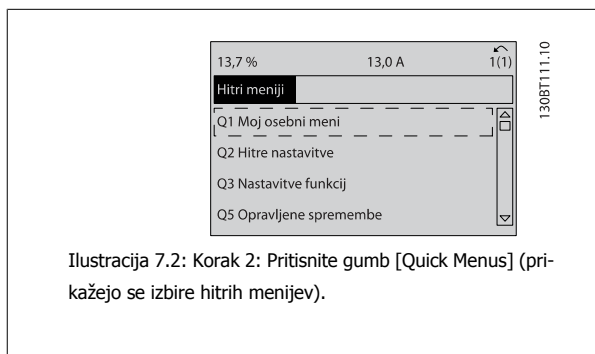 13,7 % 13,0 A 1(1)
Hitri meniji
Q1 Moj osebni meni
Q2 Hitre nastavitve
Q3 Nastavitve funkcij
Q5 Opravljene spremembe
130BT111.10
Ilustracija 7.2: Korak 2: Pritisnite gumb [Quick Menus] (pri-
kažejo se izbire hitrih menijev).